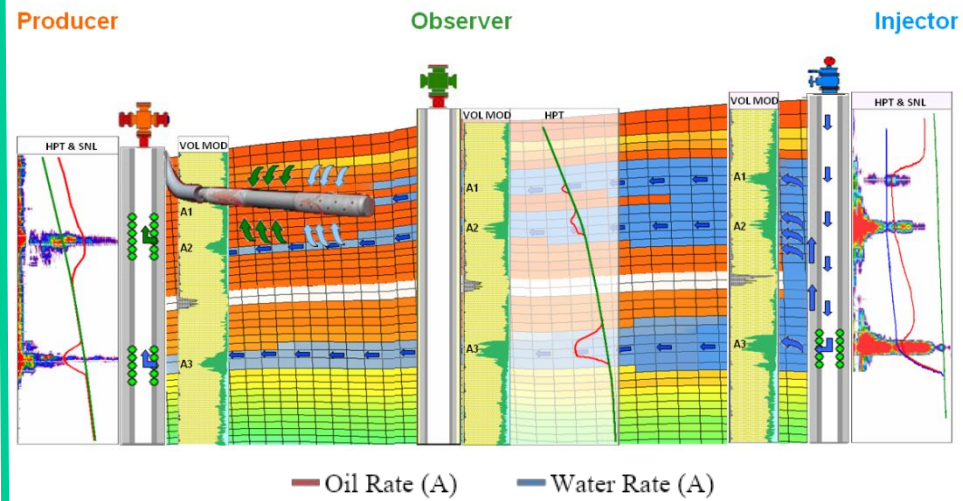 Producer
Observer
Injector
HPT & SNL
VOL MOD
A1
A2
A3
VOL MOD
HPT
A1
A2
A3
VOL MOD
HPT & SNL
A1
A2
A3
Oil Rate (A)
Water Rate (A)